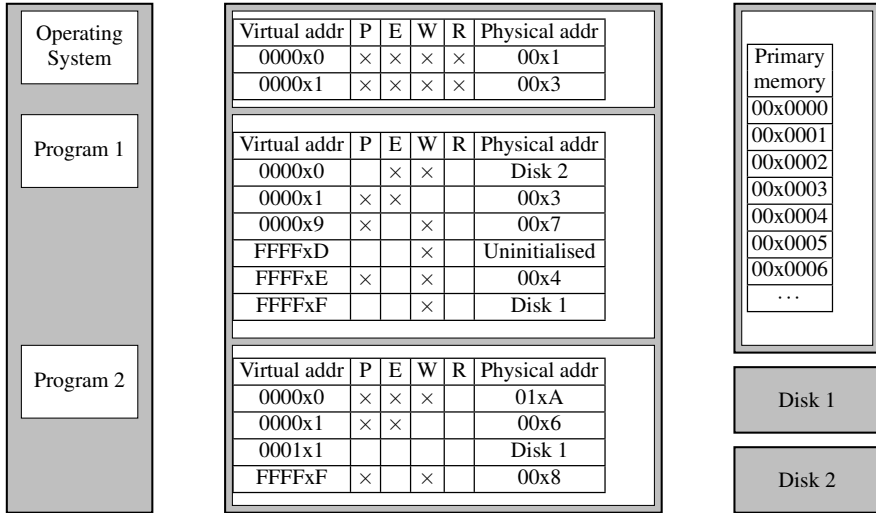 Operating
System
Program 1
Program 2
Virtual addr P E W R Physical addr
0000x0 × × × × 00x1
0000x1 × × × × 00x3
Virtual addr P E W R Physical addr
0000x0 × × Disk 2
0000x1 × × 00x3
0000x9 × × 00x7
FFFFxD × Uninitialised
FFFFxE × × 00x4
FFFFxF × Disk 1
Virtual addr P E W R Physical addr
0000x0 × × × 01xA
0000x1 × × 00x6
0001x1 Disk 1
FFFFxF × × 00x8
Primary
memory
00x0000
00x0001
00x0002
00x0003
00x0004
00x0005
00x0006
...
Disk 1
Disk 2